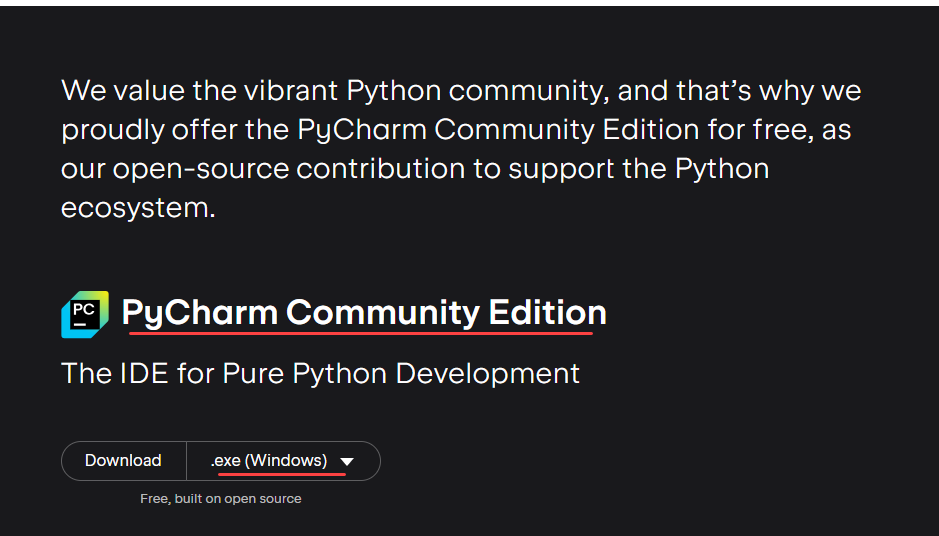 We value the vibrant Python community, and that’s why we
proudly offer the PyCharm Community Edition for free, as
our open-source contribution to support the Python
ecosystem.
PC
PyCharm Community Edition
The IDE for Pure Python Development
Download
.exe (Windows)
Free, built on open source